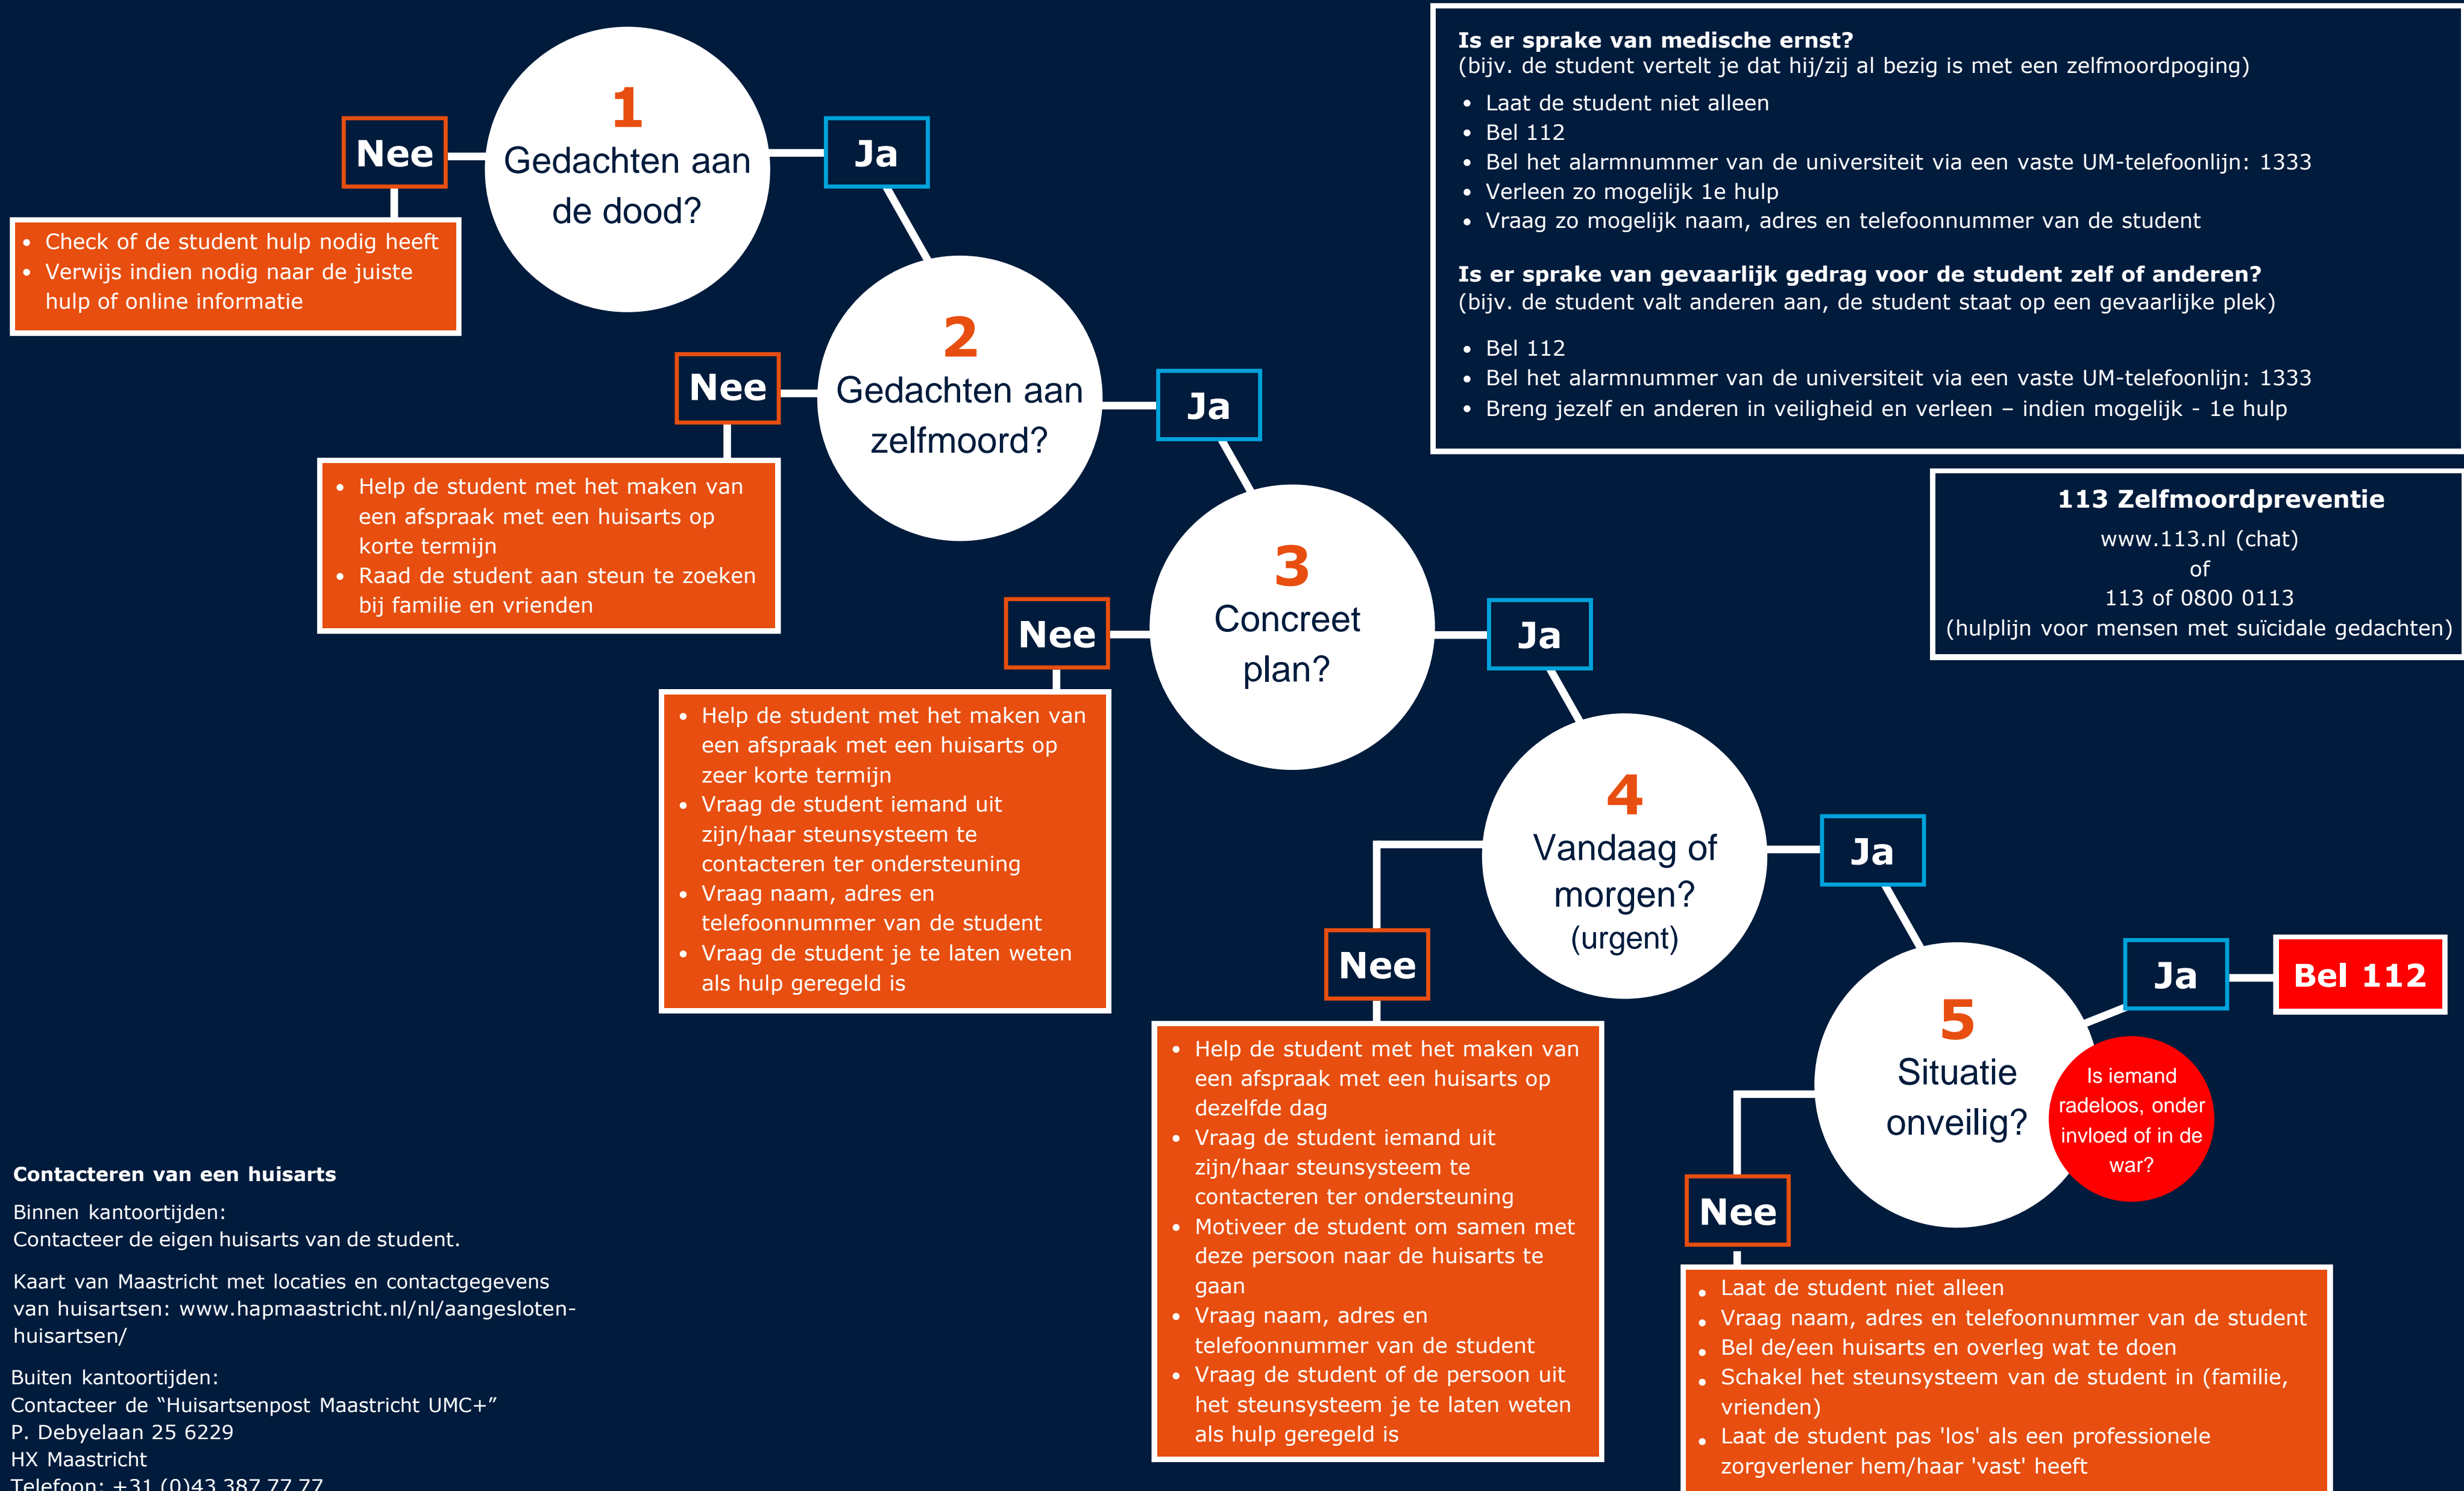 1
Gedachten aan
de dood?
Nee
Ja
• Check of de student hulp nodig heeft
• Verwijs indien nodig naar de juiste
hulp of online informatie
2
Gedachten aan
zelfmoord?
Nee
Ja
• Help de student met het maken van
een afspraak met een huisarts op
korte termijn
• Raad de student aan steun te zoeken
bij familie en vrienden
3
Concreet
plan?
Nee
Ja
• Help de student met het maken van
een afspraak met een huisarts op
zeer korte termijn
• Vraag de student iemand uit
zijn/haar steunsysteem te
contacteren ter ondersteuning
• Vraag naam, adres en
telefoonnummer van de student
• Vraag de student je te laten weten
als hulp geregeld is
4
Vandaag of
morgen?
(urgent)
Nee
Ja
• Help de student met het maken van
een afspraak met een huisarts op
dezelfde dag
• Vraag de student iemand uit
zijn/haar steunsysteem te
contacteren ter ondersteuning
• Motiveer de student om samen met
deze persoon naar de huisarts te
gaan
• Vraag naam, adres en
telefoonnummer van de student
• Vraag de student of de persoon uit
het steunsysteem je te laten weten
als hulp geregeld is
5
Situatie
onveilig?
Is iemand
radeloos, onder
invloed of in de
war?
Ja
Bel 112
Nee
• Laat de student niet alleen
• Vraag naam, adres en telefoonnummer van de student
• Bel de/een huisarts en overleg wat te doen
• Schakel het steunsysteem van de student in (familie,
vrienden)
• Laat de student pas 'los' als een professionele
zorgverlener hem/haar 'vast' heeft
Is er sprake van medische ernst?
(bijv. de student vertelt je dat hij/zij al bezig is met een zelfmoordpoging)
• Laat de student niet alleen
• Bel 112
• Bel het alarmnummer van de universiteit via een vaste UM-telefoonlijn: 1333
• Verleen zo mogelijk 1e hulp
• Vraag zo mogelijk naam, adres en telefoonnummer van de student
Is er sprake van gevaarlijk gedrag voor de student zelf of anderen?
(bijv. de student valt anderen aan, de student staat op een gevaarlijke plek)
• Bel 112
• Bel het alarmnummer van de universiteit via een vaste UM-telefoonlijn: 1333
• Breng jezelf en anderen in veiligheid en verleen – indien mogelijk - 1e hulp
113 Zelfmoordpreventie
www.113.nl (chat)
of
113 of 0800 0113
(hulplijn voor mensen met suïcidale gedachten)
Contacteren van een huisarts
Binnen kantoortijden:
Contacteer de eigen huisarts van de student.
Kaart van Maastricht met locaties en contactgegevens
van huisartsen: www.hapmaastricht.nl/nl/aangesloten-
huisartsen/
Buiten kantoortijden:
Contacteer de “Huisartsenpost Maastricht UMC+”
P. Debyelaan 25 6229
HX Maastricht
Telefoon: +31 (0)43 387 77 77